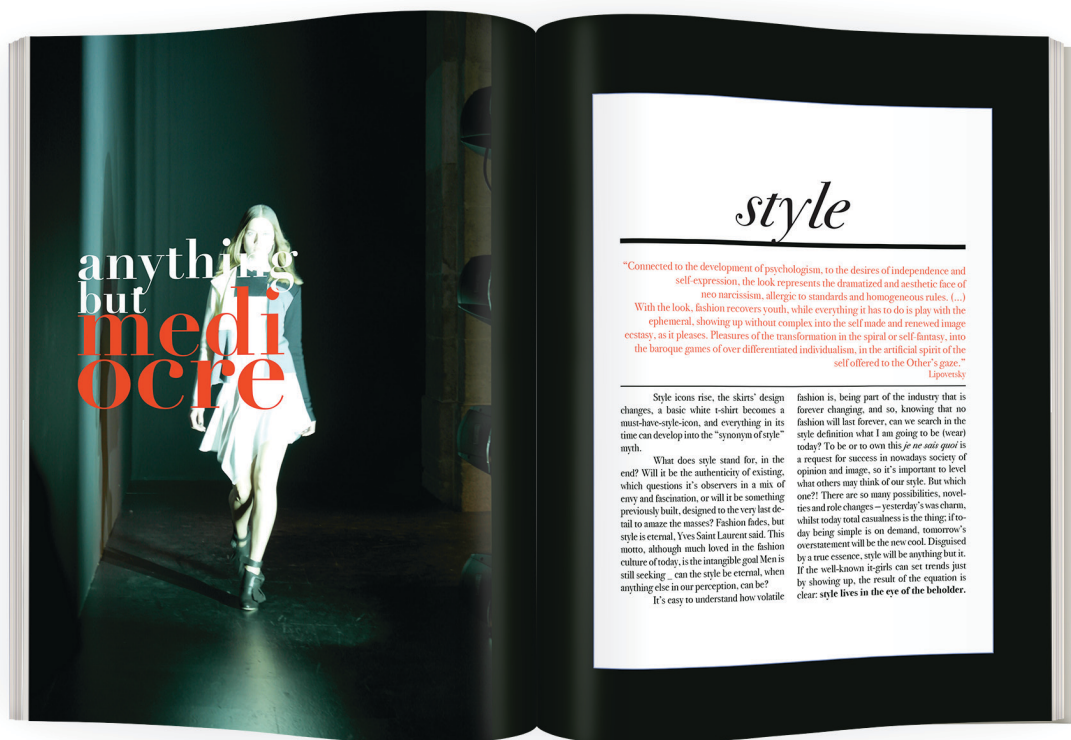 anything
but
medi
ocre
style
“Connected to the development of psychologism, to the desires of independence and
self-expression, the look represents the dramatized and aesthetic face of
neo narcissism, allergic to standards and homogeneous rules. (...)
With the look, fashion recovers youth, while everything it has to do is play with the
ephemeral, showing up without complex into the self made and renewed image
ecstasy, as it pleases. Pleasures of the transformation in the spiral or self-fantasy, into
the baroque games of over differentiated individualism, in the artificial spirit of the
self offered to the Other’s gaze.”
Lipovetsky
Style icons rise, the skirts’ design
changes, a basic white t-shirt becomes a
must-have-style-icon, and everything in its
time can develop into the “synonym of style”
myth.
What does style stand for, in the
end? Will it be the authenticity of existing,
which questions it’s observers in a mix of
envy and fascination, or will it be something
previously built, designed to the very last de-
tail to amaze the masses? Fashion fades, but
style is eternal, Yves Saint Laurent said. This
motto, although much loved in the fashion
culture of today, is the intangible goal Men is
still seeking _ can the style be eternal, when
anything else in our perception, can be?
It’s easy to understand how volatile
fashion is, being part of the industry that is
forever changing, and so, knowing that no
fashion will last forever, can we search in the
style definition what I am going to be (wear)
today? To be or to own this je ne sais quoi is
a request for success in nowadays society of
opinion and image, so it’s important to level
what others may think of our style. But which
one?! There are so many possibilities, novel-
ties and role changes – yesterday’s was charm,
whilst today total casualness is the thing; if to-
day being simple is on demand, tomorrow’s
overstatement will be the new cool. Disguised
by a true essence, style will be anything but it.
If the well-known it-girls can set trends just
by showing up, the result of the equation is
clear: style lives in the eye of the beholder.